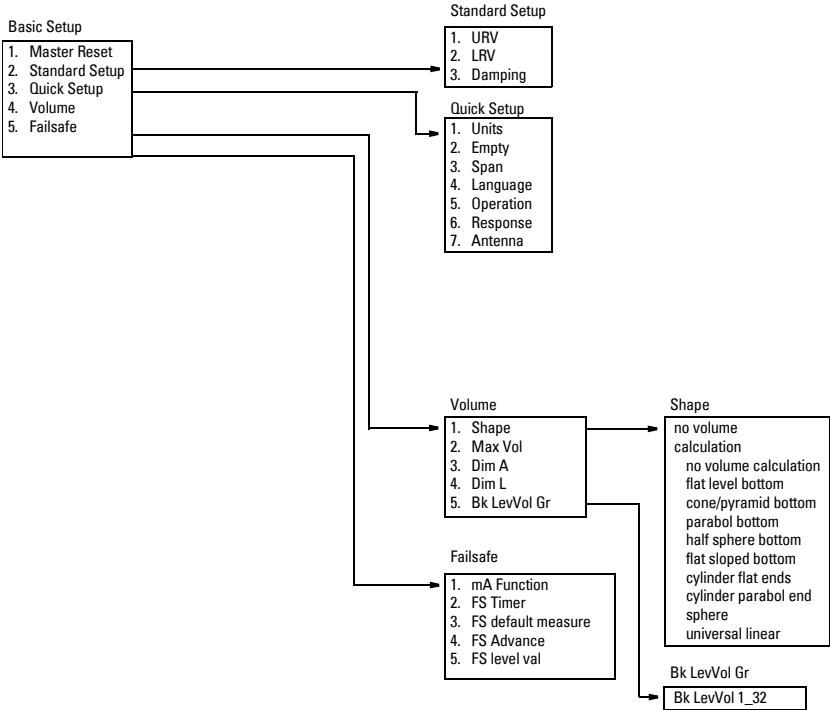 Basic Setup
1. Master Reset
2. Standard Setup
3. Quick Setup
4. Volume
5. Failsafe
Standard Setup
1. URV
2. LRV
3. Damping
Quick Setup
1. Units
2. Empty
3. Span
4. Language
5. Operation
6. Response
7. Antenna
Volume
1. Shape
2. Max Vol
3. Dim A
4. Dim L
5. Bk LevVol Gr
Shape
no volume
calculation
no volume calculation
flat level bottom
cone/pyramid bottom
parabol bottom
half sphere bottom
flat sloped bottom
cylinder flat ends
cylinder parabol end
sphere
universal linear
Failsafe
1. mA Function
2. FS Timer
3. FS default measure
4. FS Advance
5. FS level val
Bk LevVol Gr
Bk LevVol 1_32